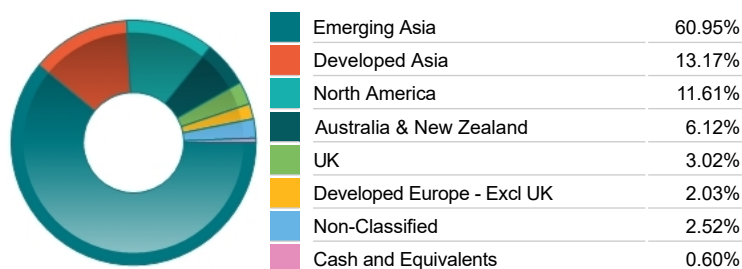 Emerging Asia 60.95%
Developed Asia 13.17%
North America 11.61%
Australia & New Zealand 6.12%
UK 3.02%
Developed Europe - Excl UK 2.03%
Non-Classified 2.52%
Cash and Equivalents 0.60%